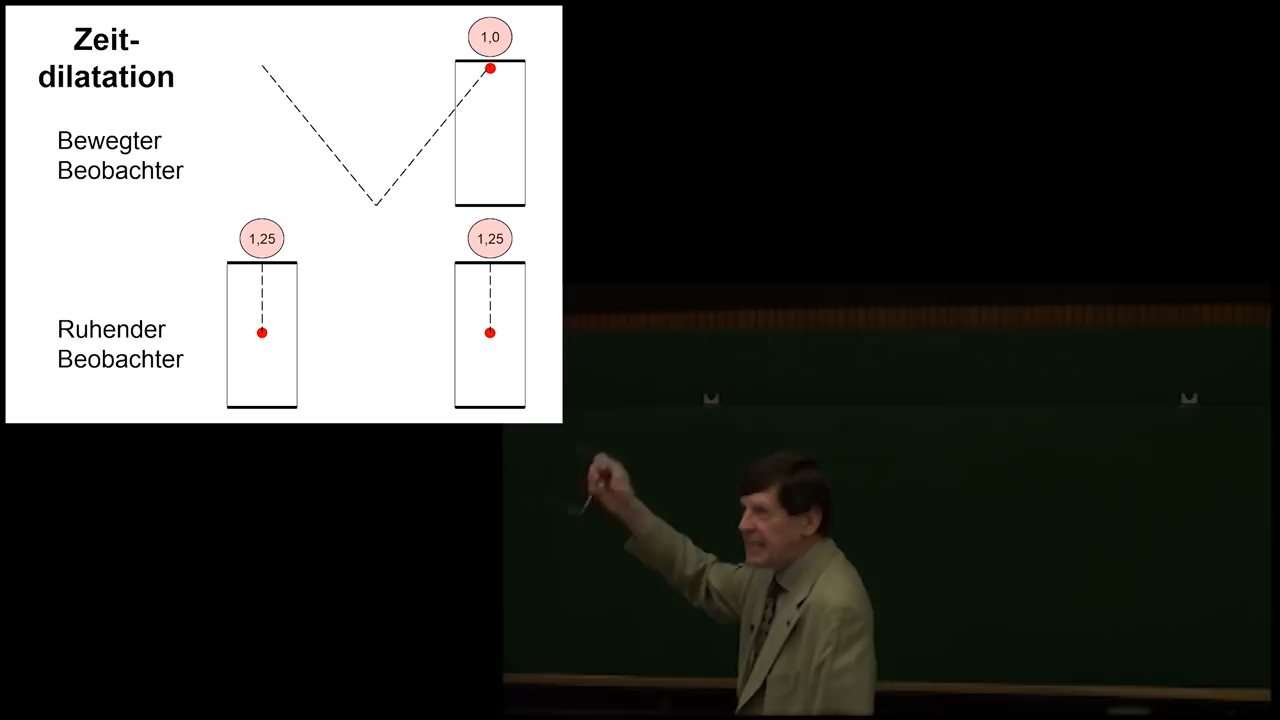 Zeit-
dilatation
1,0
Bewegter
Beobachter
1,25
1,25
Ruhender
Beobachter